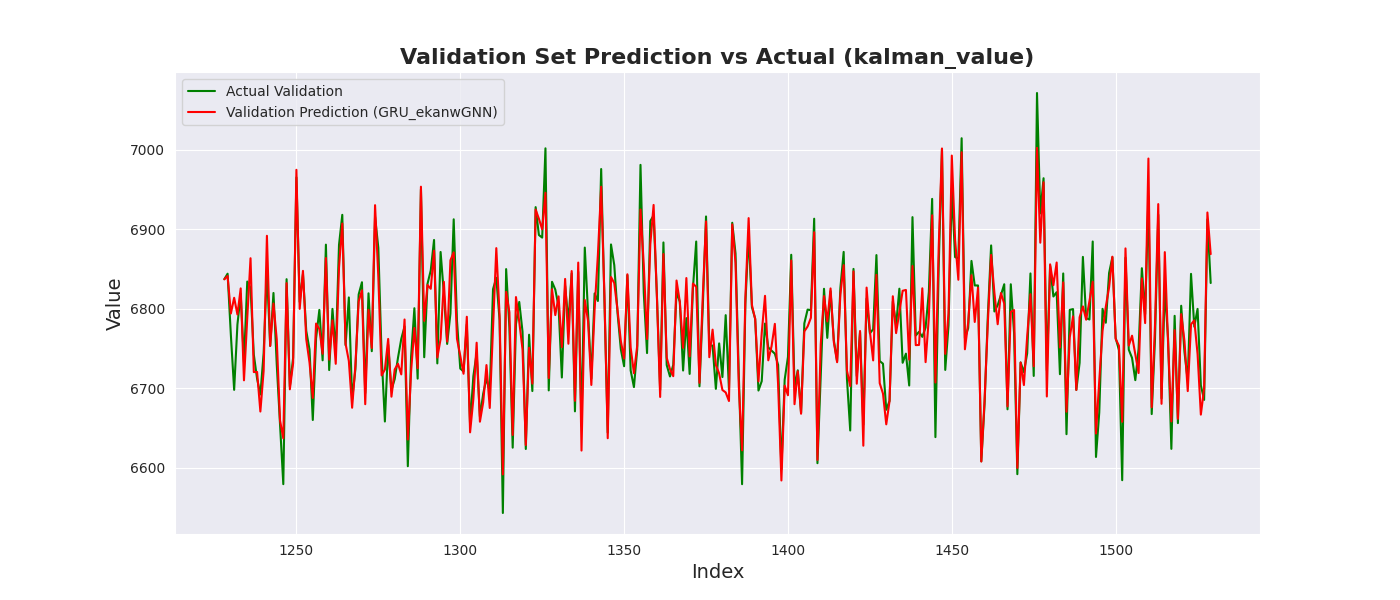 Validation Set Prediction vs Actual (kalman_value)
Actual Validation
Validation Prediction (GRU_ekanwGNN)
Value
7000
6900
6800
6700
6600
1250 1300 1350 1400 1450 1500
Index